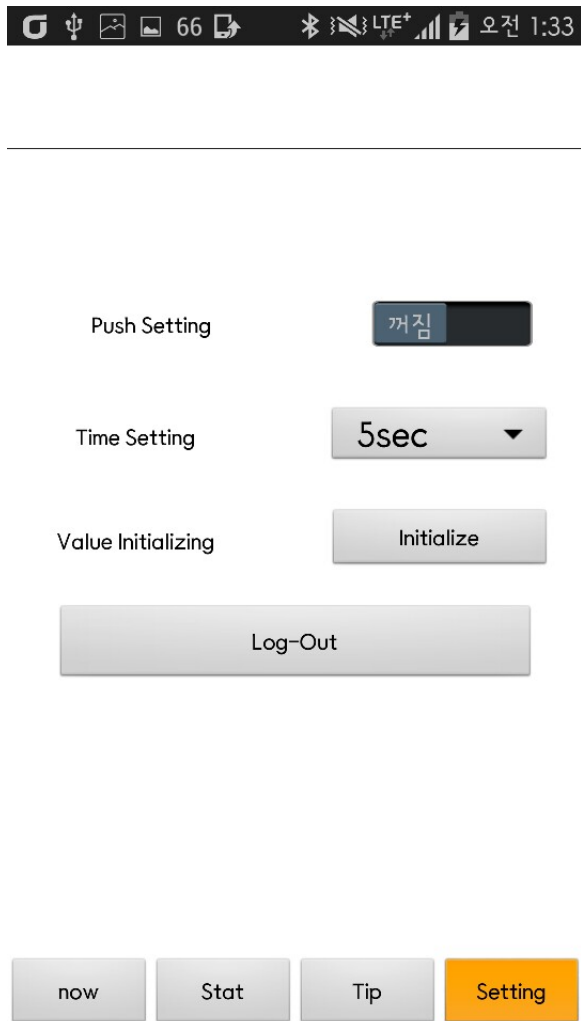 66 LTE+ 오전 1:33
Push Setting 꺼짐
Time Setting 5sec
Value Initializing Initialize
Log-Out
now Stat Tip Setting